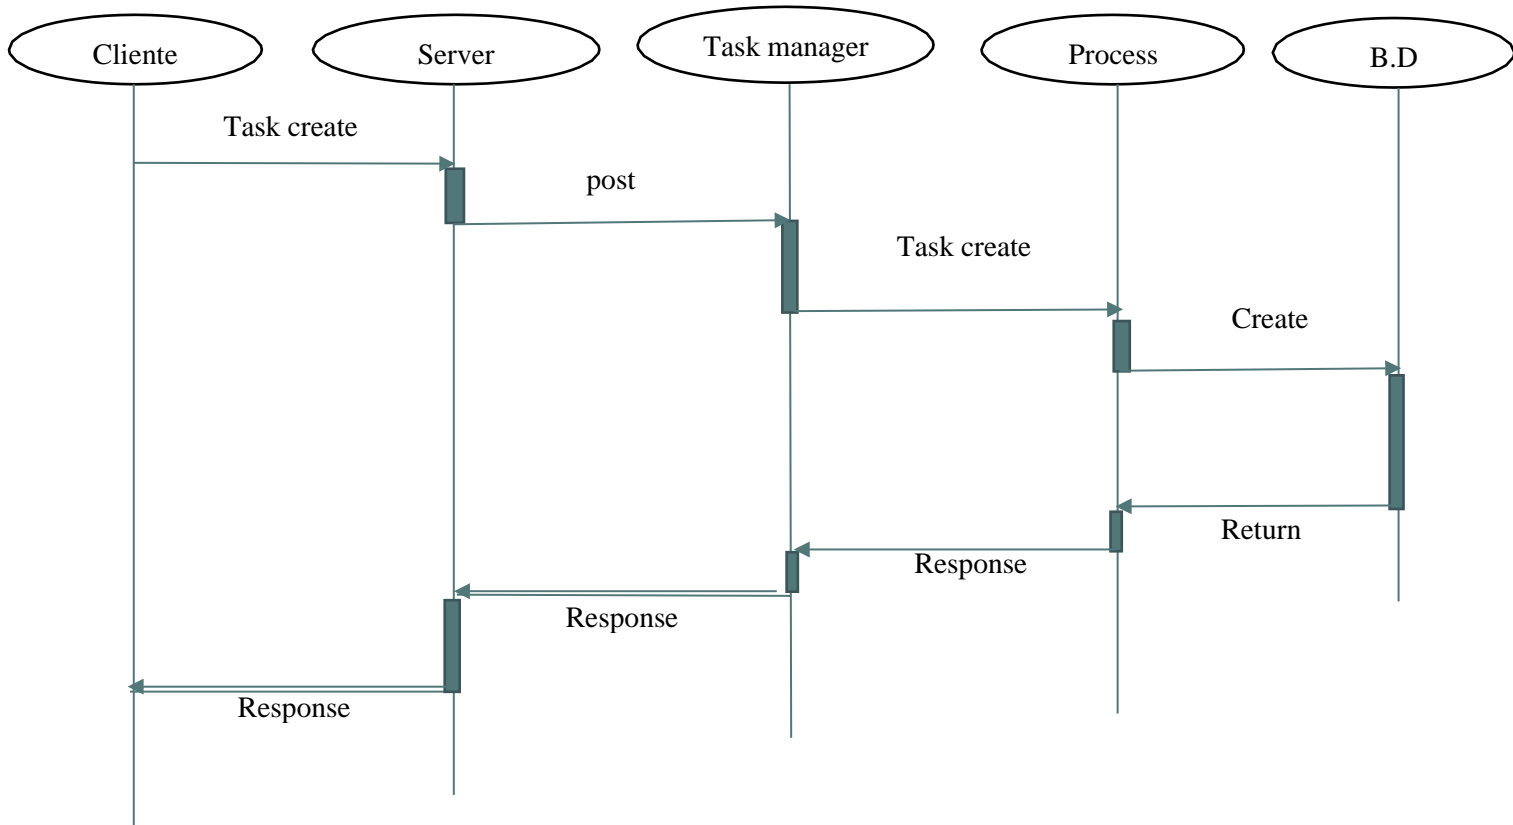 Cliente
Server
Task manager
Process
B.D
Task create
post
Task create
Create
Return
Response
Response
Response